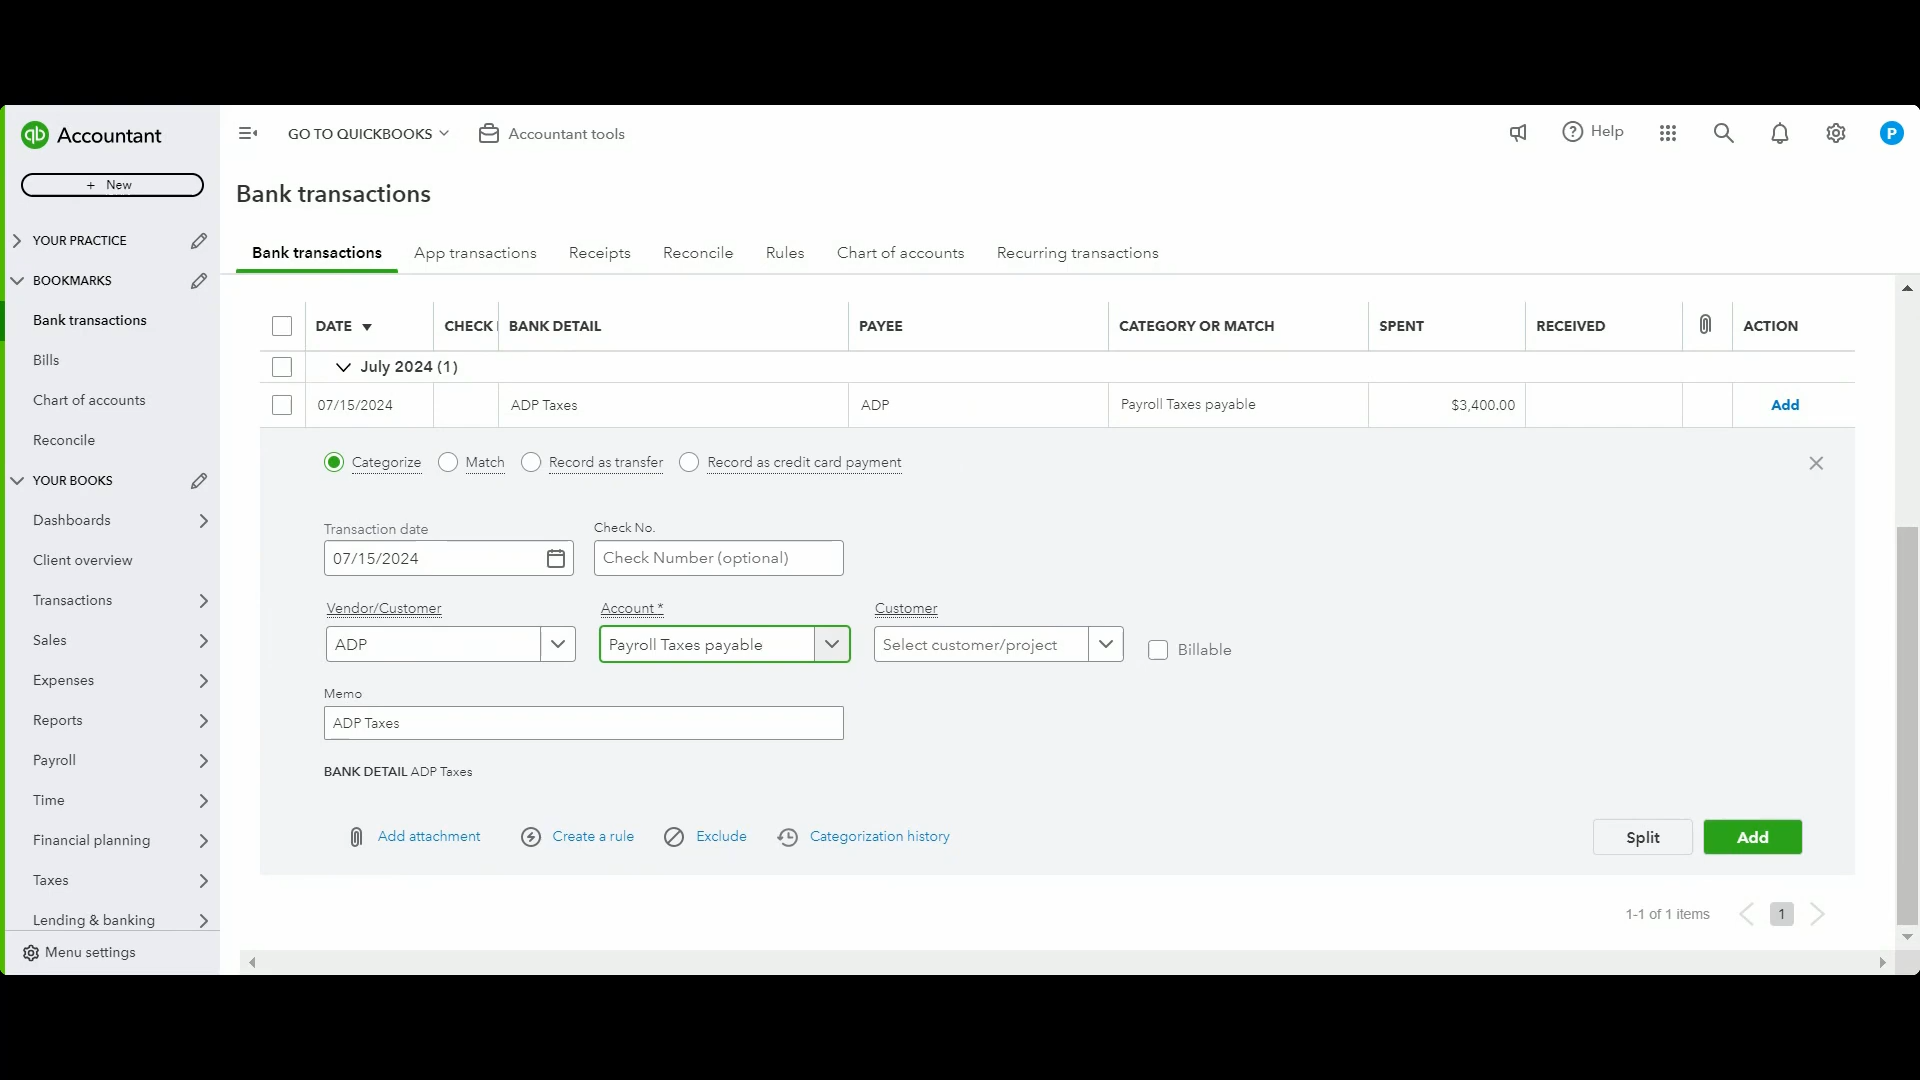 qb Accountant
GO TO QUICKBOOKS
Accountant tools
Help
P
+ New
Bank transactions
YOUR PRACTICE
BOOKMARKS
Bank transactions
Bills
Chart of accounts
Reconcile
YOUR BOOKS
Dashboards
Client overview
Transactions
Sales
Expenses
Reports
Payroll
Time
Financial planning
Taxes
Lending & banking
Menu settings
Bank transactions App transactions Receipts Reconcile Rules Chart of accounts Recurring transactions
DATE CHECK BANK DETAIL PAYEE CATEGORY OR MATCH SPENT RECEIVED ACTION
July 2024 (1)
07/15/2024 ADP Taxes ADP Payroll Taxes payable $3,400.00 Add
Categorize Match Record as transfer Record as credit card payment
Transaction date Check No.
07/15/2024 Check Number (optional)
Vendor/Customer Account * Customer
ADP Payroll Taxes payable Select customer/project Billable
Memo
ADP Taxes
BANK DETAIL ADP Taxes
Add attachment Create a rule Exclude Categorization history Split Add
1-1 of 1 items 1